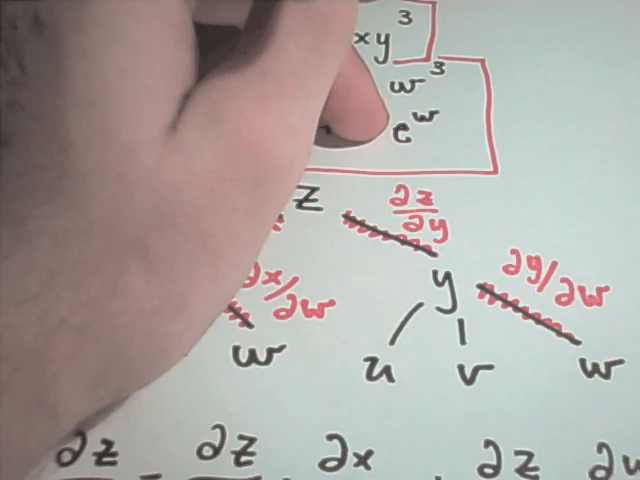 xy³
w³
e^w
z ∂z/∂y
∂x/∂w y ∂y/∂w
w u v w
∂z = ∂z ∂x ∂z